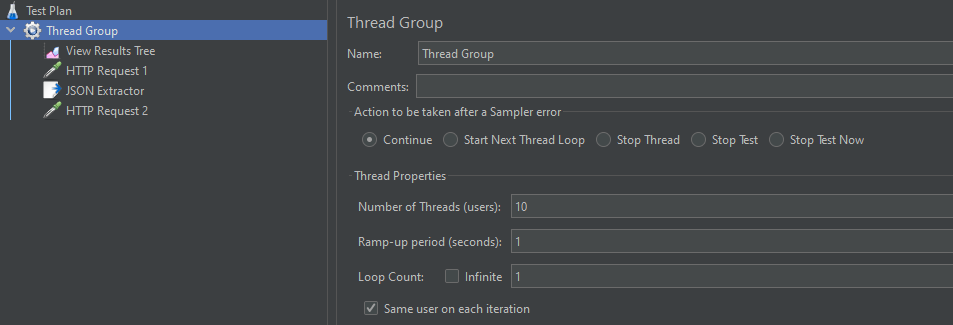 Test Plan
Thread Group
View Results Tree
HTTP Request 1
JSON Extractor
HTTP Request 2
Thread Group
Name: Thread Group
Comments:
Action to be taken after a Sampler error
Continue Start Next Thread Loop Stop Thread Stop Test Stop Test Now
Thread Properties
Number of Threads (users): 10
Ramp-up period (seconds): 1
Loop Count: Infinite 1
Same user on each iteration